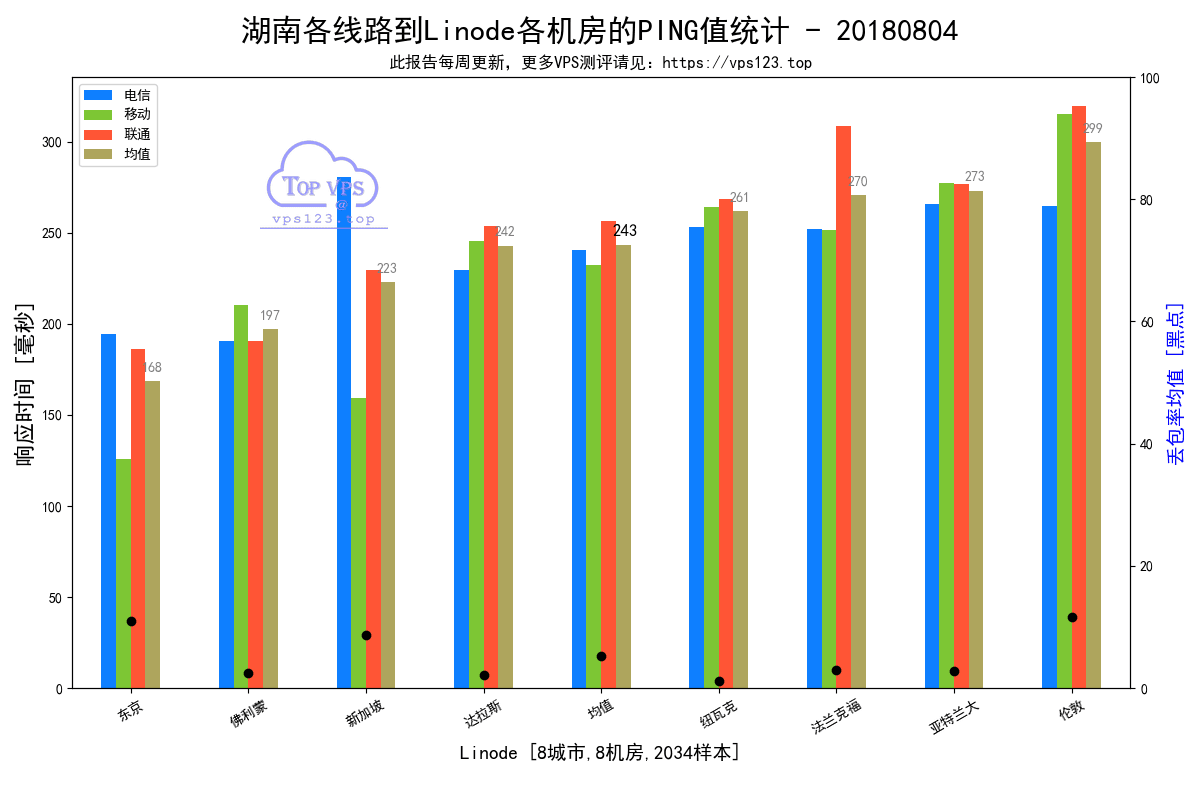 湖南各线路到Linode各机房的PING值统计 - 20180804
此报告每周更新，更多VPS测评请见：https://vps123.top
电信
移动
联通
均值
TOP VPS
@
vps123.top
响应时间 [毫秒]
300
250
200
150
100
50
0
168
197
223
242
243
261
270
273
299
100
80
60
40
20
0
丢包率均值 [黑点]
东京
佛利蒙
新加坡
达拉斯
均值
纽瓦克
法兰克福
亚特兰大
伦敦
Linode [8城市,8机房,2034样本]